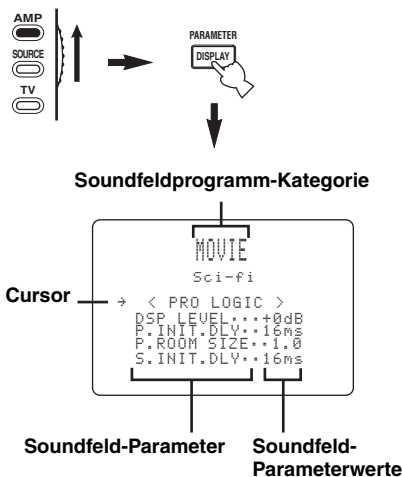 AMP
SOURCE
TV
PARAMETER
DISPLAY
Soundfeldprogramm-Kategorie
MOVIE
Sci-fi
Cursor
→ < PRO LOGIC >
DSP LEVEL···+0dB
P.INIT.DLY··16ms
P.ROOM SIZE··1.0
S.INIT.DLY··16ms
Soundfeld-Parameter
Soundfeld-
Parameterwerte